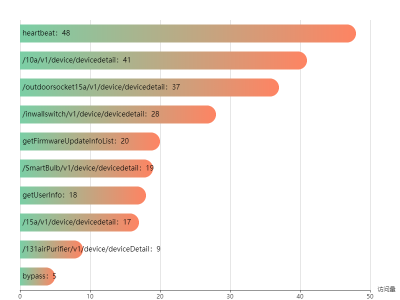 heartbeat: 48
/10a/v1/device/devicedetail: 41
/outdoorsocket15a/v1/device/devicedetail: 37
/inwallswitch/v1/device/devicedetail: 28
getFirmwareUpdateInfoList: 20
/SmartBulb/v1/device/devicedetail: 19
getUserInfo: 18
/15a/v1/device/devicedetail: 17
/131airPurifier/v1/device/deviceDetail: 9
bypass: 5
0 10 20 30 40 50
访问量